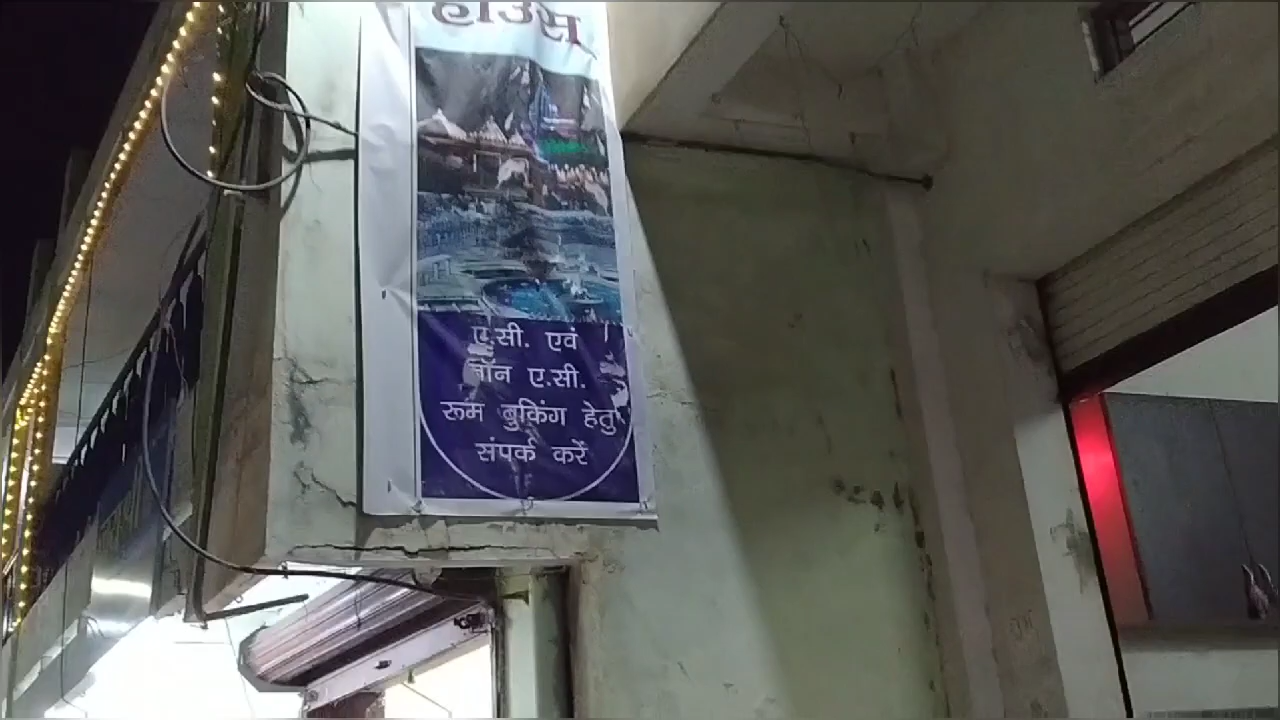 हाउस
ए.सी. एवं
नॉन ए.सी.
रूम बुकिंग हेतु
संपर्क करें